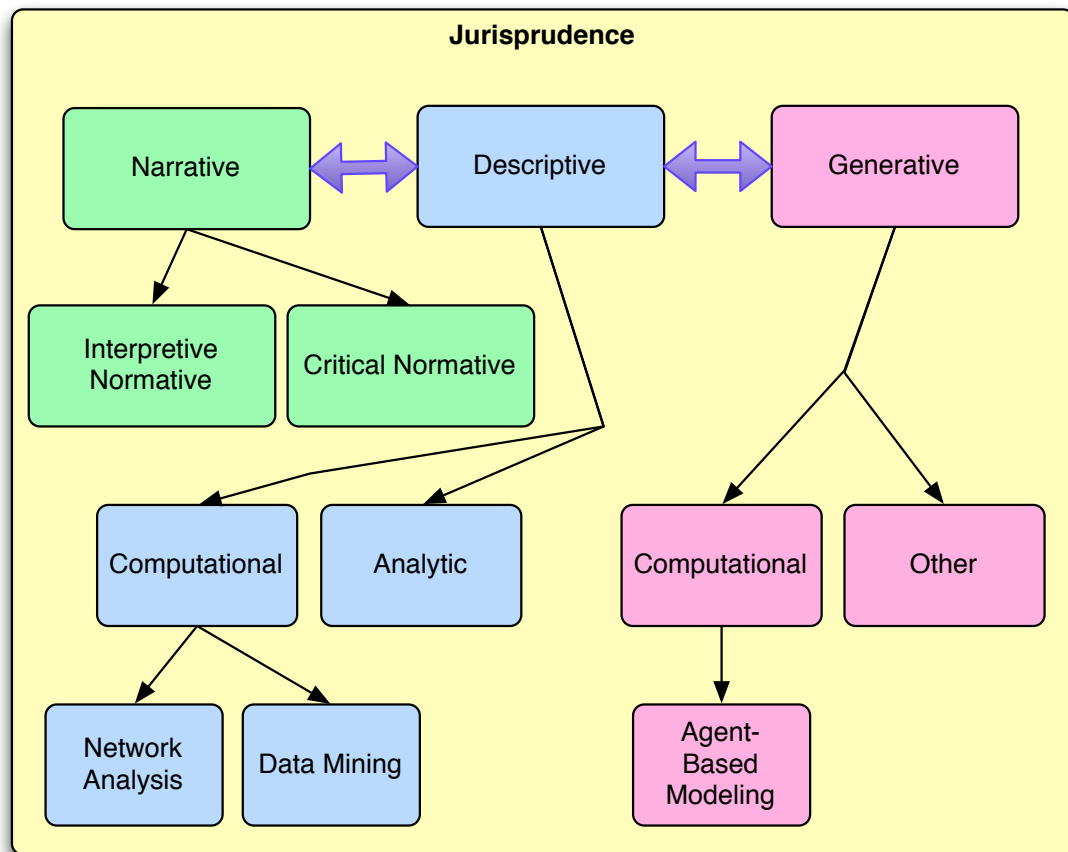 Jurisprudence
Narrative
Descriptive
Generative
Interpretive
Normative
Critical Normative
Computational
Analytic
Computational
Other
Network
Analysis
Data Mining
Agent-
Based
Modeling